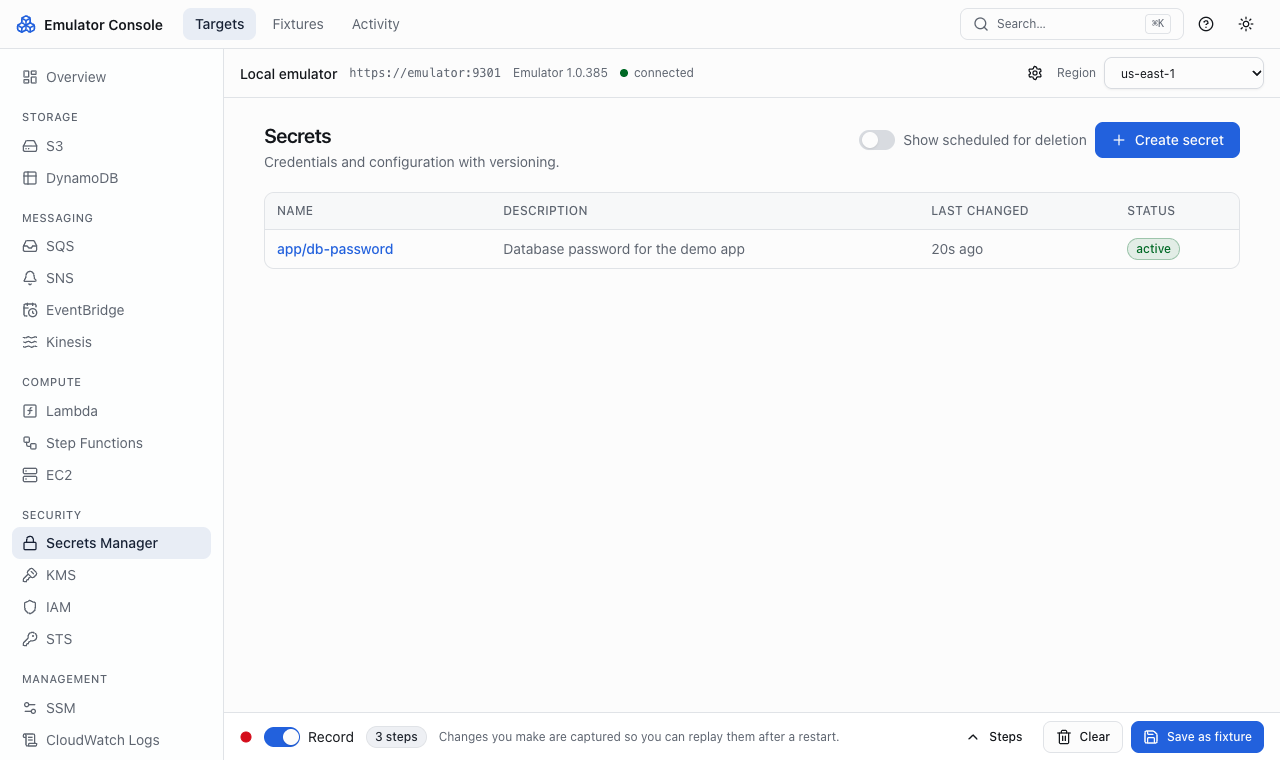 Emulator Console
Targets
Fixtures
Activity
Search...
⌘K
Overview
STORAGE
S3
DynamoDB
MESSAGING
SQS
SNS
EventBridge
Kinesis
COMPUTE
Lambda
Step Functions
EC2
SECURITY
Secrets Manager
KMS
IAM
STS
MANAGEMENT
SSM
CloudWatch Logs
Local emulator https://emulator:9301 Emulator 1.0.385 connected
Region us-east-1
Secrets
Credentials and configuration with versioning.
Show scheduled for deletion
Create secret
NAME DESCRIPTION LAST CHANGED STATUS
app/db-password Database password for the demo app 20s ago active
Record 3 steps Changes you make are captured so you can replay them after a restart.
Steps
Clear
Save as fixture